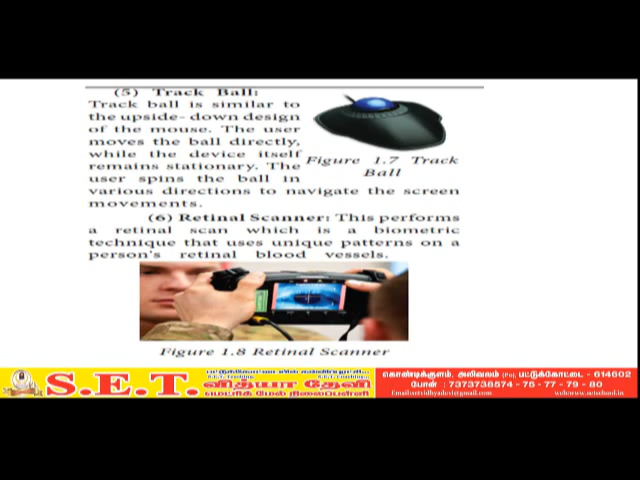 (5) Track Ball:
Track ball is similar to
the upside- down design
of the mouse. The user
moves the ball directly,
while the device itself
remains stationary. The
user spins the ball in
various directions to navigate the screen
movements.
Figure 1.7 Track
Ball
(6) Retinal Scanner: This performs
a retinal scan which is a biometric
technique that uses unique patterns on a
person's retinal blood vessels.
Figure 1.8 Retinal Scanner
S.E.T.
வித்யா தேவி
மெட்ரிக் மேல் நிலைப்பள்ளி
கொண்டிக்குளம், அலிவலம் (Po), பட்டுக்கோட்டை - 614602
போன் : 7373738574 - 75 - 77 - 79 - 80